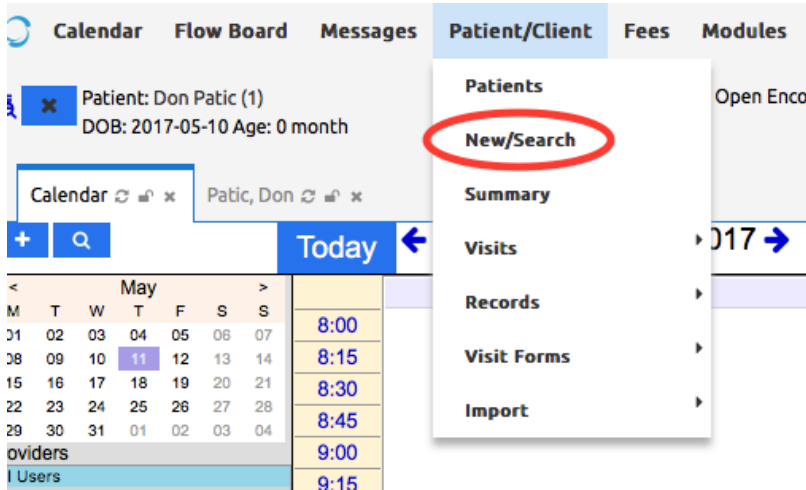 Calendar Flow Board Messages Patient/Client Fees Modules
Patient: Don Patic (1)
DOB: 2017-05-10 Age: 0 month
Open Enco
Patients
New/Search
Summary
Visits
Records
Visit Forms
Import
Calendar
Patic, Don
Today
017
< May >
M T W T F S S
01 02 03 04 05 06 07
08 09 10 11 12 13 14
15 16 17 18 19 20 21
22 23 24 25 26 27 28
29 30 31 01 02 03 04
oviders
l Users
8:00
8:15
8:30
8:45
9:00
9:15